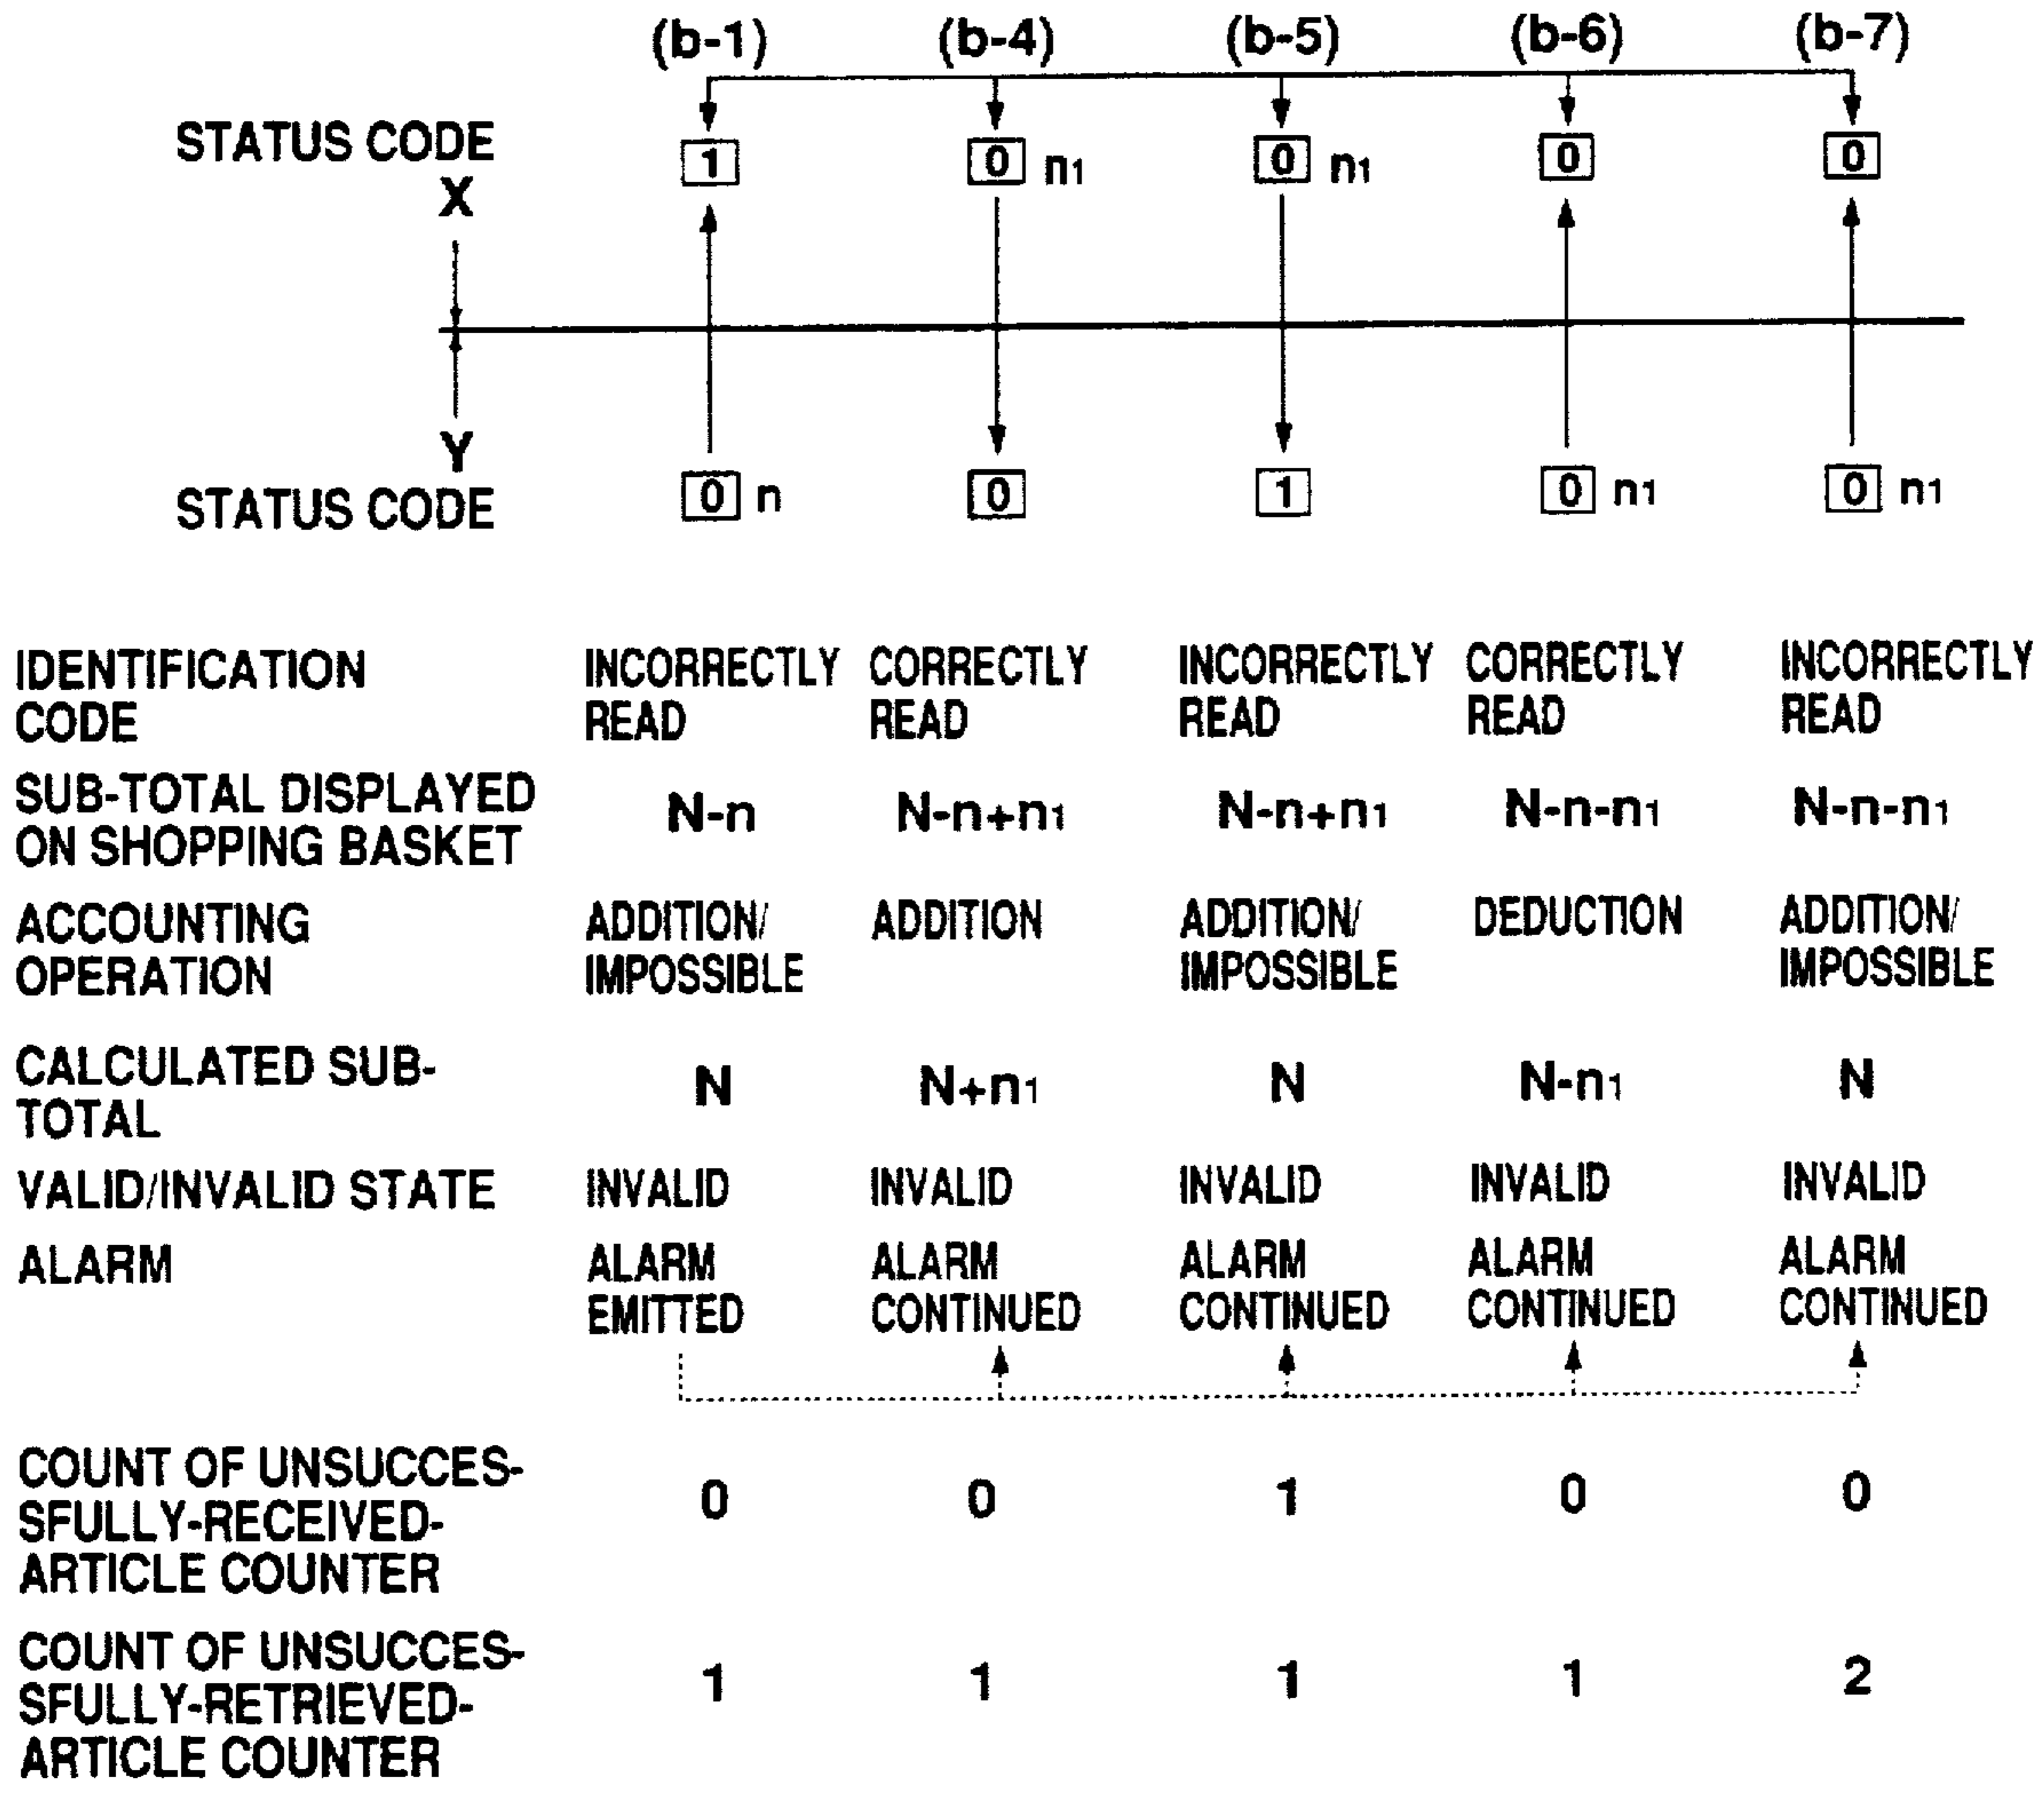 (b-1) (b-4) (b-5) (b-6) (b-7)
STATUS CODE 1 0 n1 0 n1 0 0
X
Y
STATUS CODE 0 n 0 1 0 n1 0 n1
IDENTIFICATION INCORRECTLY CORRECTLY INCORRECTLY CORRECTLY INCORRECTLY
CODE READ READ READ READ READ
SUB-TOTAL DISPLAYED
ON SHOPPING BASKET N-n N-n+n1 N-n+n1 N-n-n1 N-n-n1
ACCOUNTING ADDITION/ ADDITION ADDITION/ DEDUCTION ADDITION/
OPERATION IMPOSSIBLE IMPOSSIBLE IMPOSSIBLE
CALCULATED SUB- N N+n1 N N-n1 N
TOTAL
VALID/INVALID STATE INVALID INVALID INVALID INVALID INVALID
ALARM ALARM ALARM ALARM ALARM ALARM
EMITTED CONTINUED CONTINUED CONTINUED CONTINUED
COUNT OF UNSUCCES-
SFULLY-RECEIVED- 0 0 1 0 0
ARTICLE COUNTER
COUNT OF UNSUCCES-
SFULLY-RETRIEVED- 1 1 1 1 2
ARTICLE COUNTER